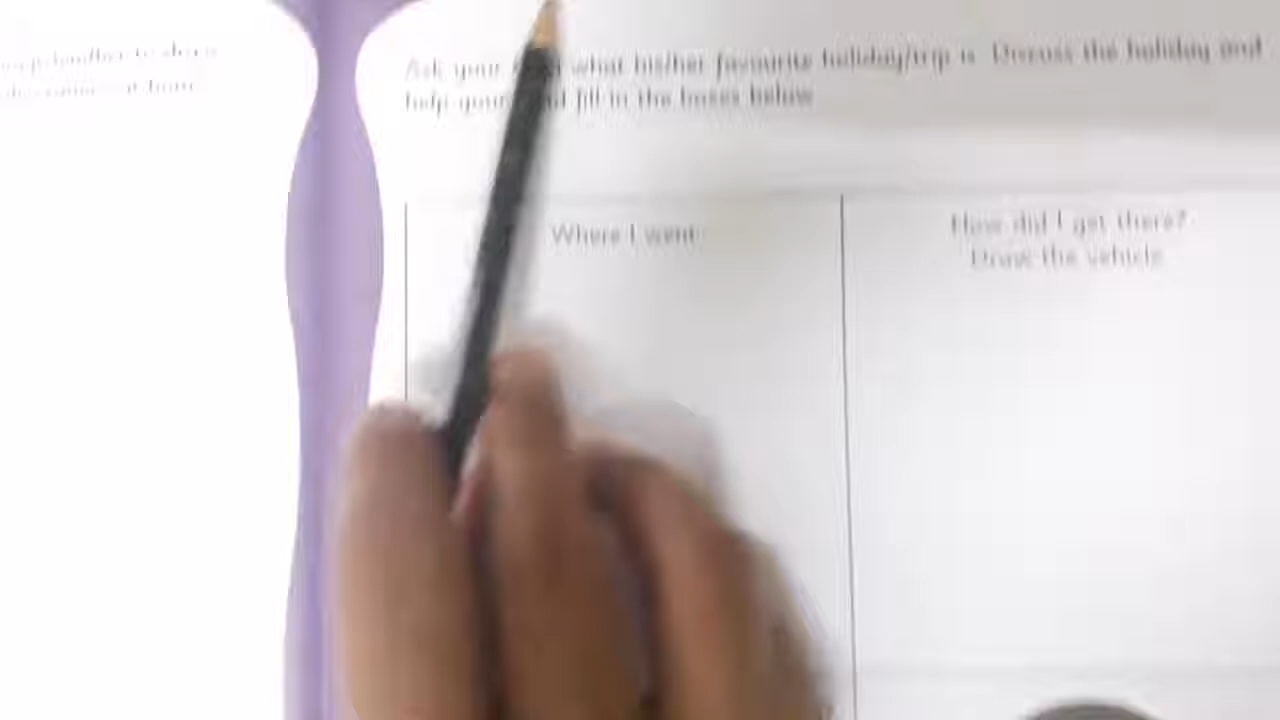 Ask your what his/her favourite holiday/trip is. Discuss the holiday and
help your fill in the boxes below
Where I went
How did I get there?
Draw the vehicle